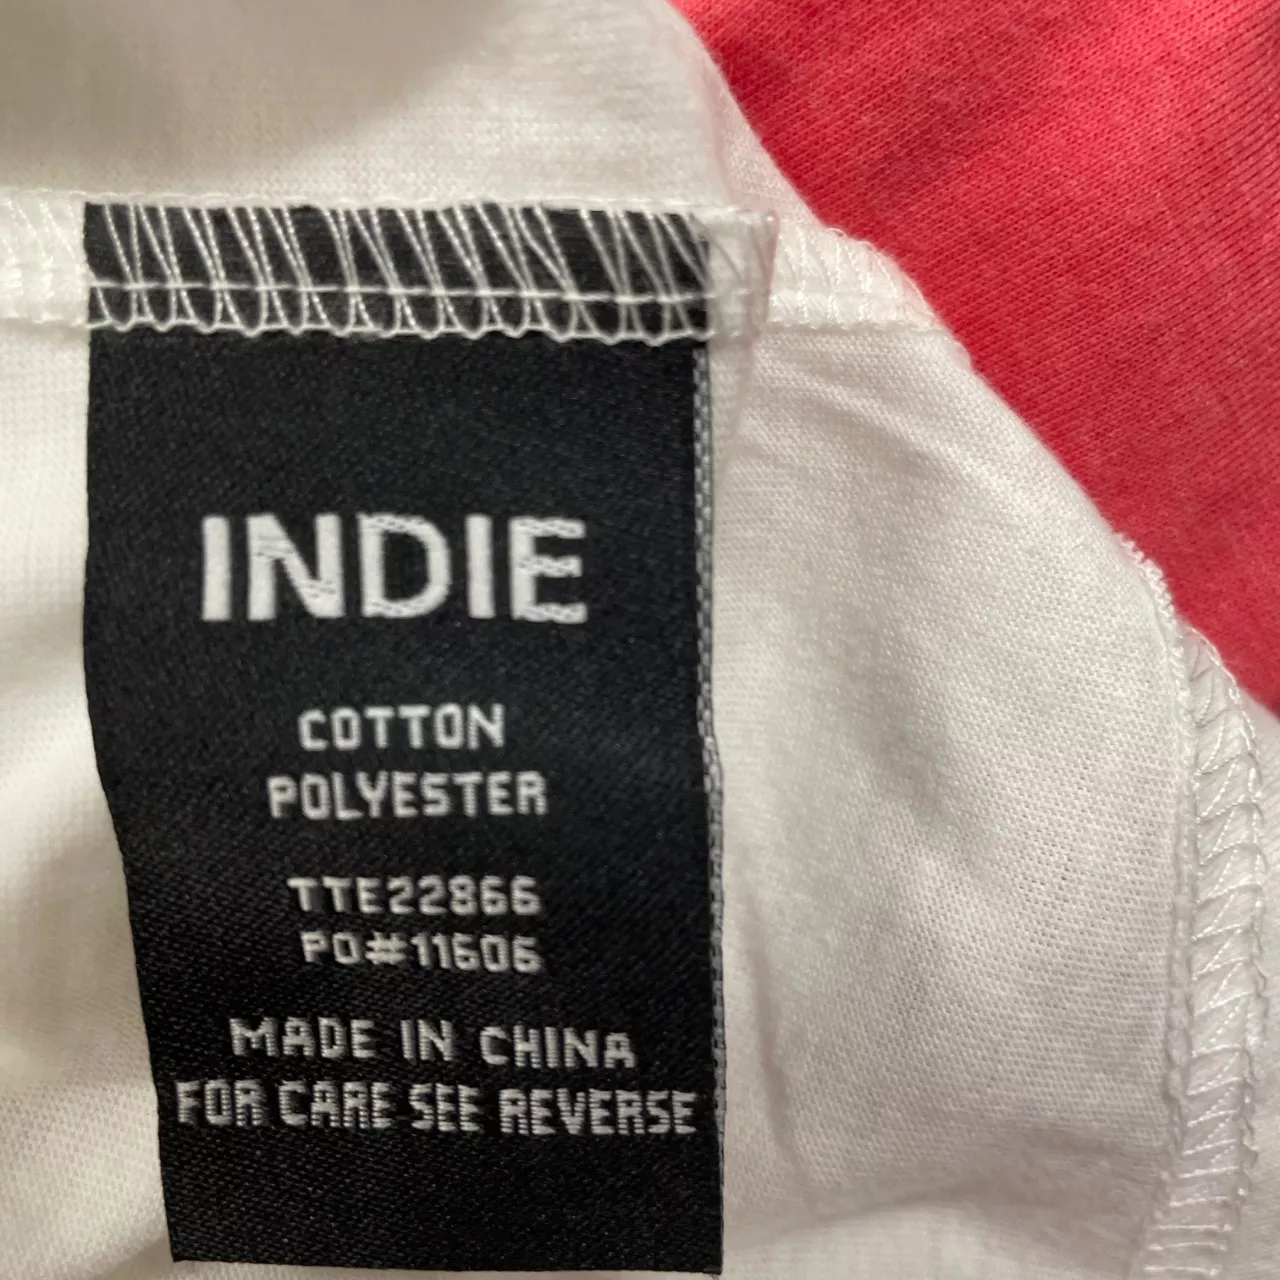 INDIE
COTTON
POLYESTER
TTE22866
PO#11606
MADE IN CHINA
FOR CARE SEE REVERSE